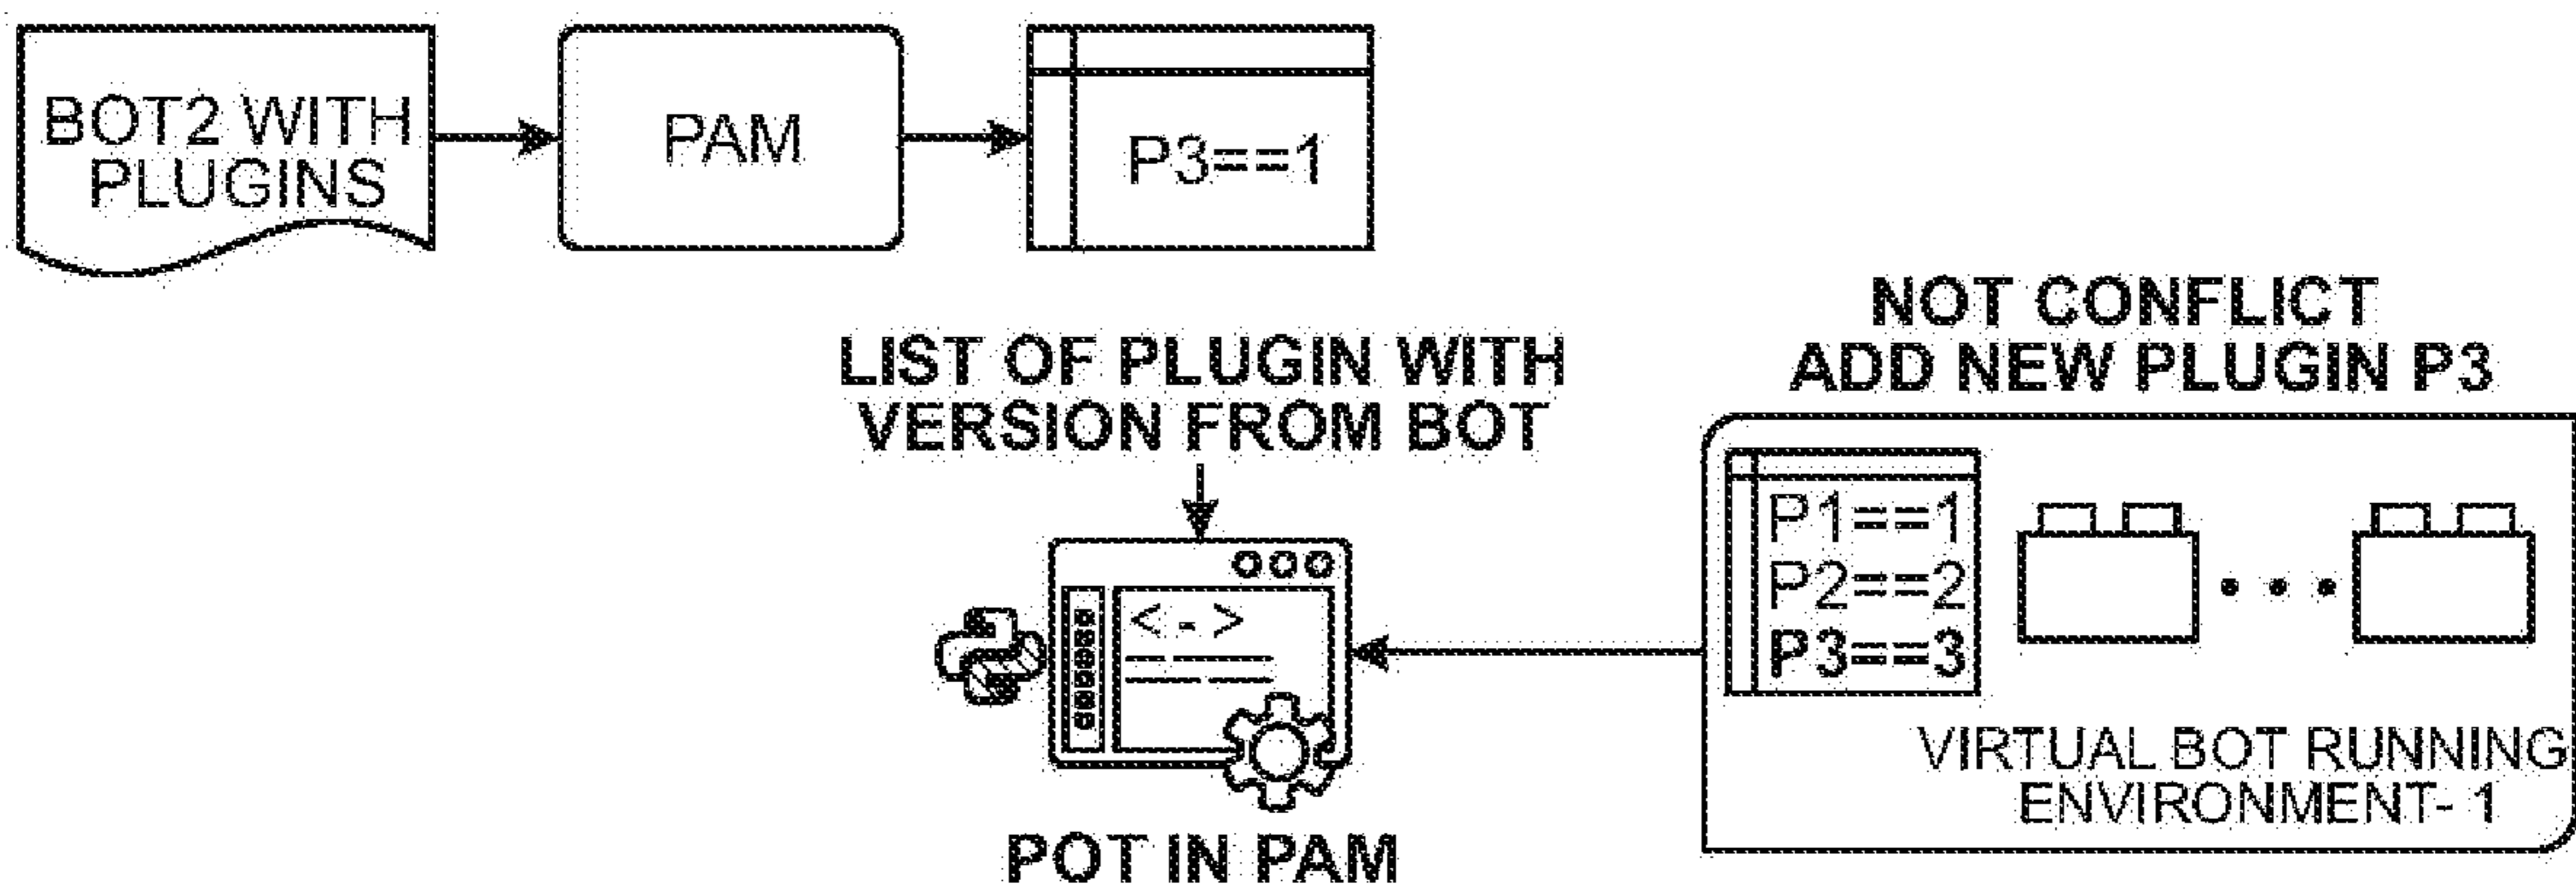 BOT2 WITH
PLUGINS
PAM
P3==1
LIST OF PLUGIN WITH
VERSION FROM BOT
NOT CONFLICT
ADD NEW PLUGIN P3
P1==1
P2==2
P3==3
< - >
VIRTUAL BOT RUNNING
ENVIRONMENT- 1
POT IN PAM